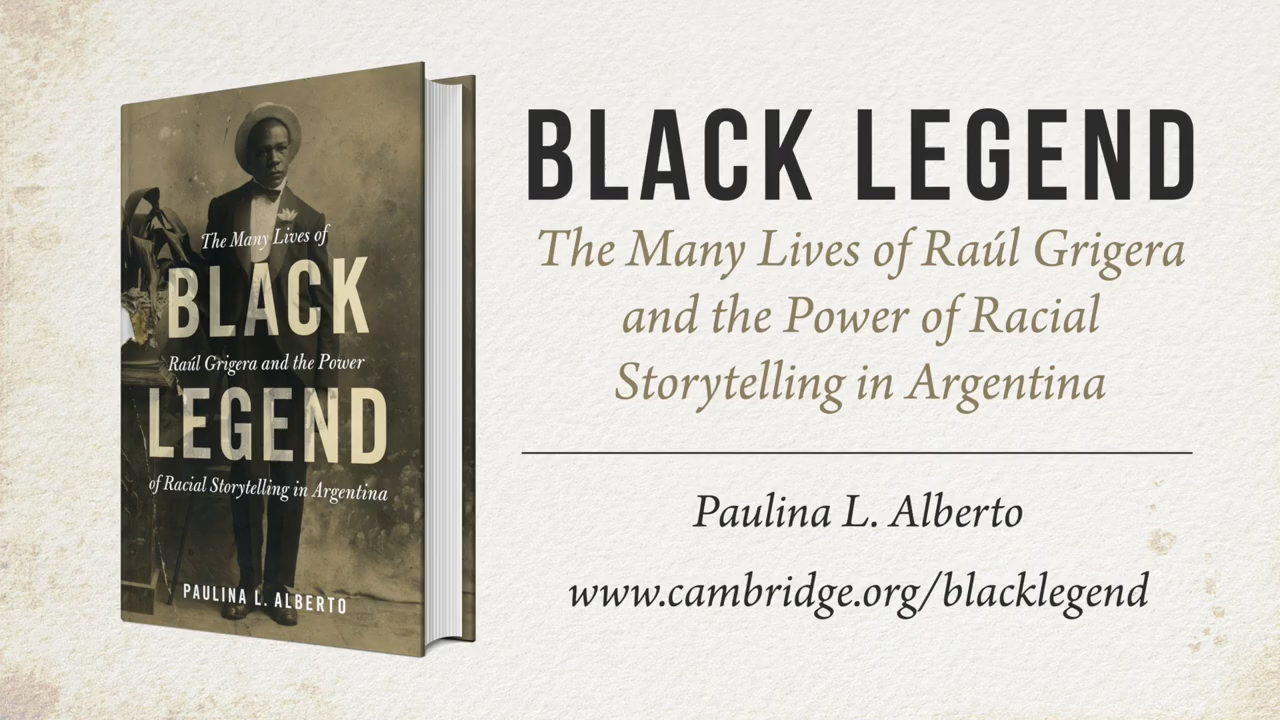 The Many Lives of
BLACK
Raúl Grigera and the Power
LEGEND
of Racial Storytelling in Argentina
PAULINA L. ALBERTO
BLACK LEGEND
The Many Lives of Raúl Grigera
and the Power of Racial
Storytelling in Argentina
Paulina L. Alberto
www.cambridge.org/blacklegend